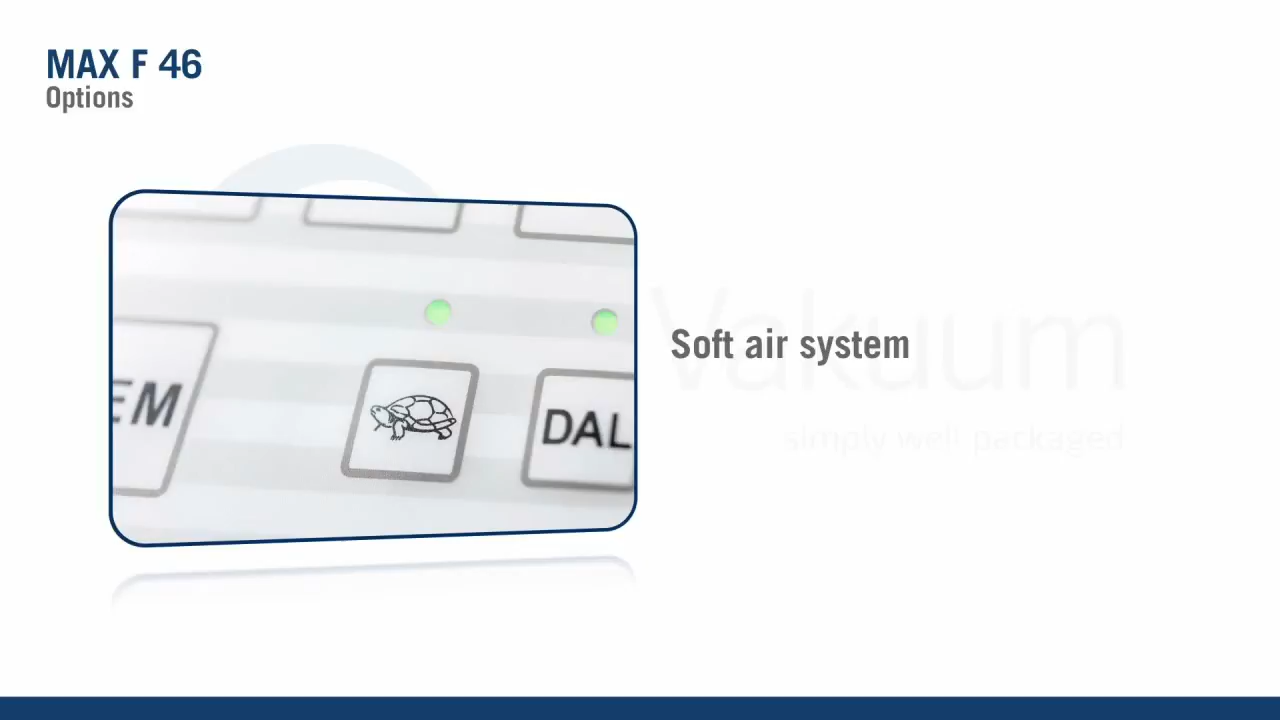 MAX F 46
Options
EM
DAL
Soft air system
Vakuum
simply well packaged